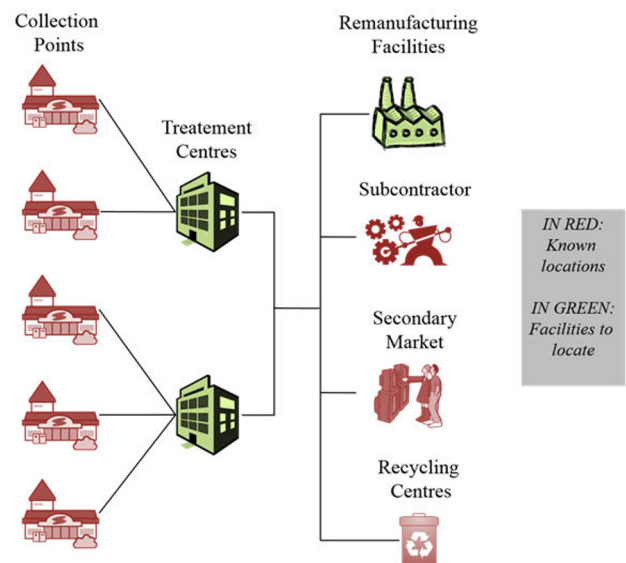 Collection
Points
Treatement
Centres
Remanufacturing
Facilities
Subcontractor
Secondary
Market
Recycling
Centres
IN RED:
Known
locations
IN GREEN:
Facilities to
locate